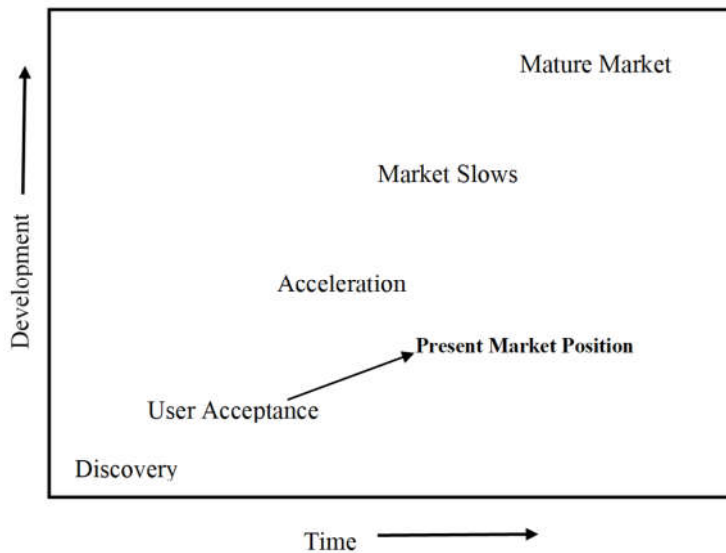 Mature Market
Market Slows
Development
Acceleration
Present Market Position
User Acceptance
Discovery
Time